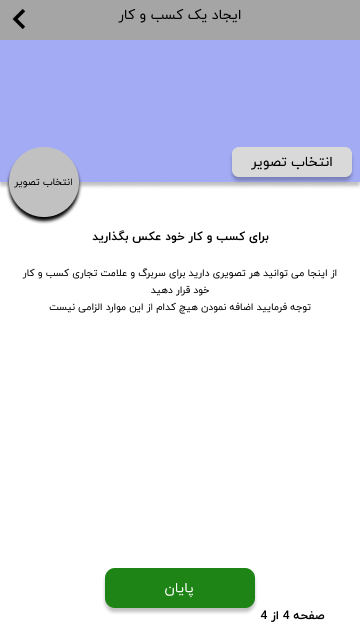 ایجاد یک کسب و کار
انتخاب تصویر
انتخاب تصویر
برای کسب و کار خود عکس بگذارید
از اینجا می توانید هر تصویری دارید برای سربرگ و علامت تجاری کسب و کار
خود قرار دهید
توجه فرمایید اضافه نمودن هیچ کدام از این موارد الزامی نیست
پایان
صفحه 4 از 4